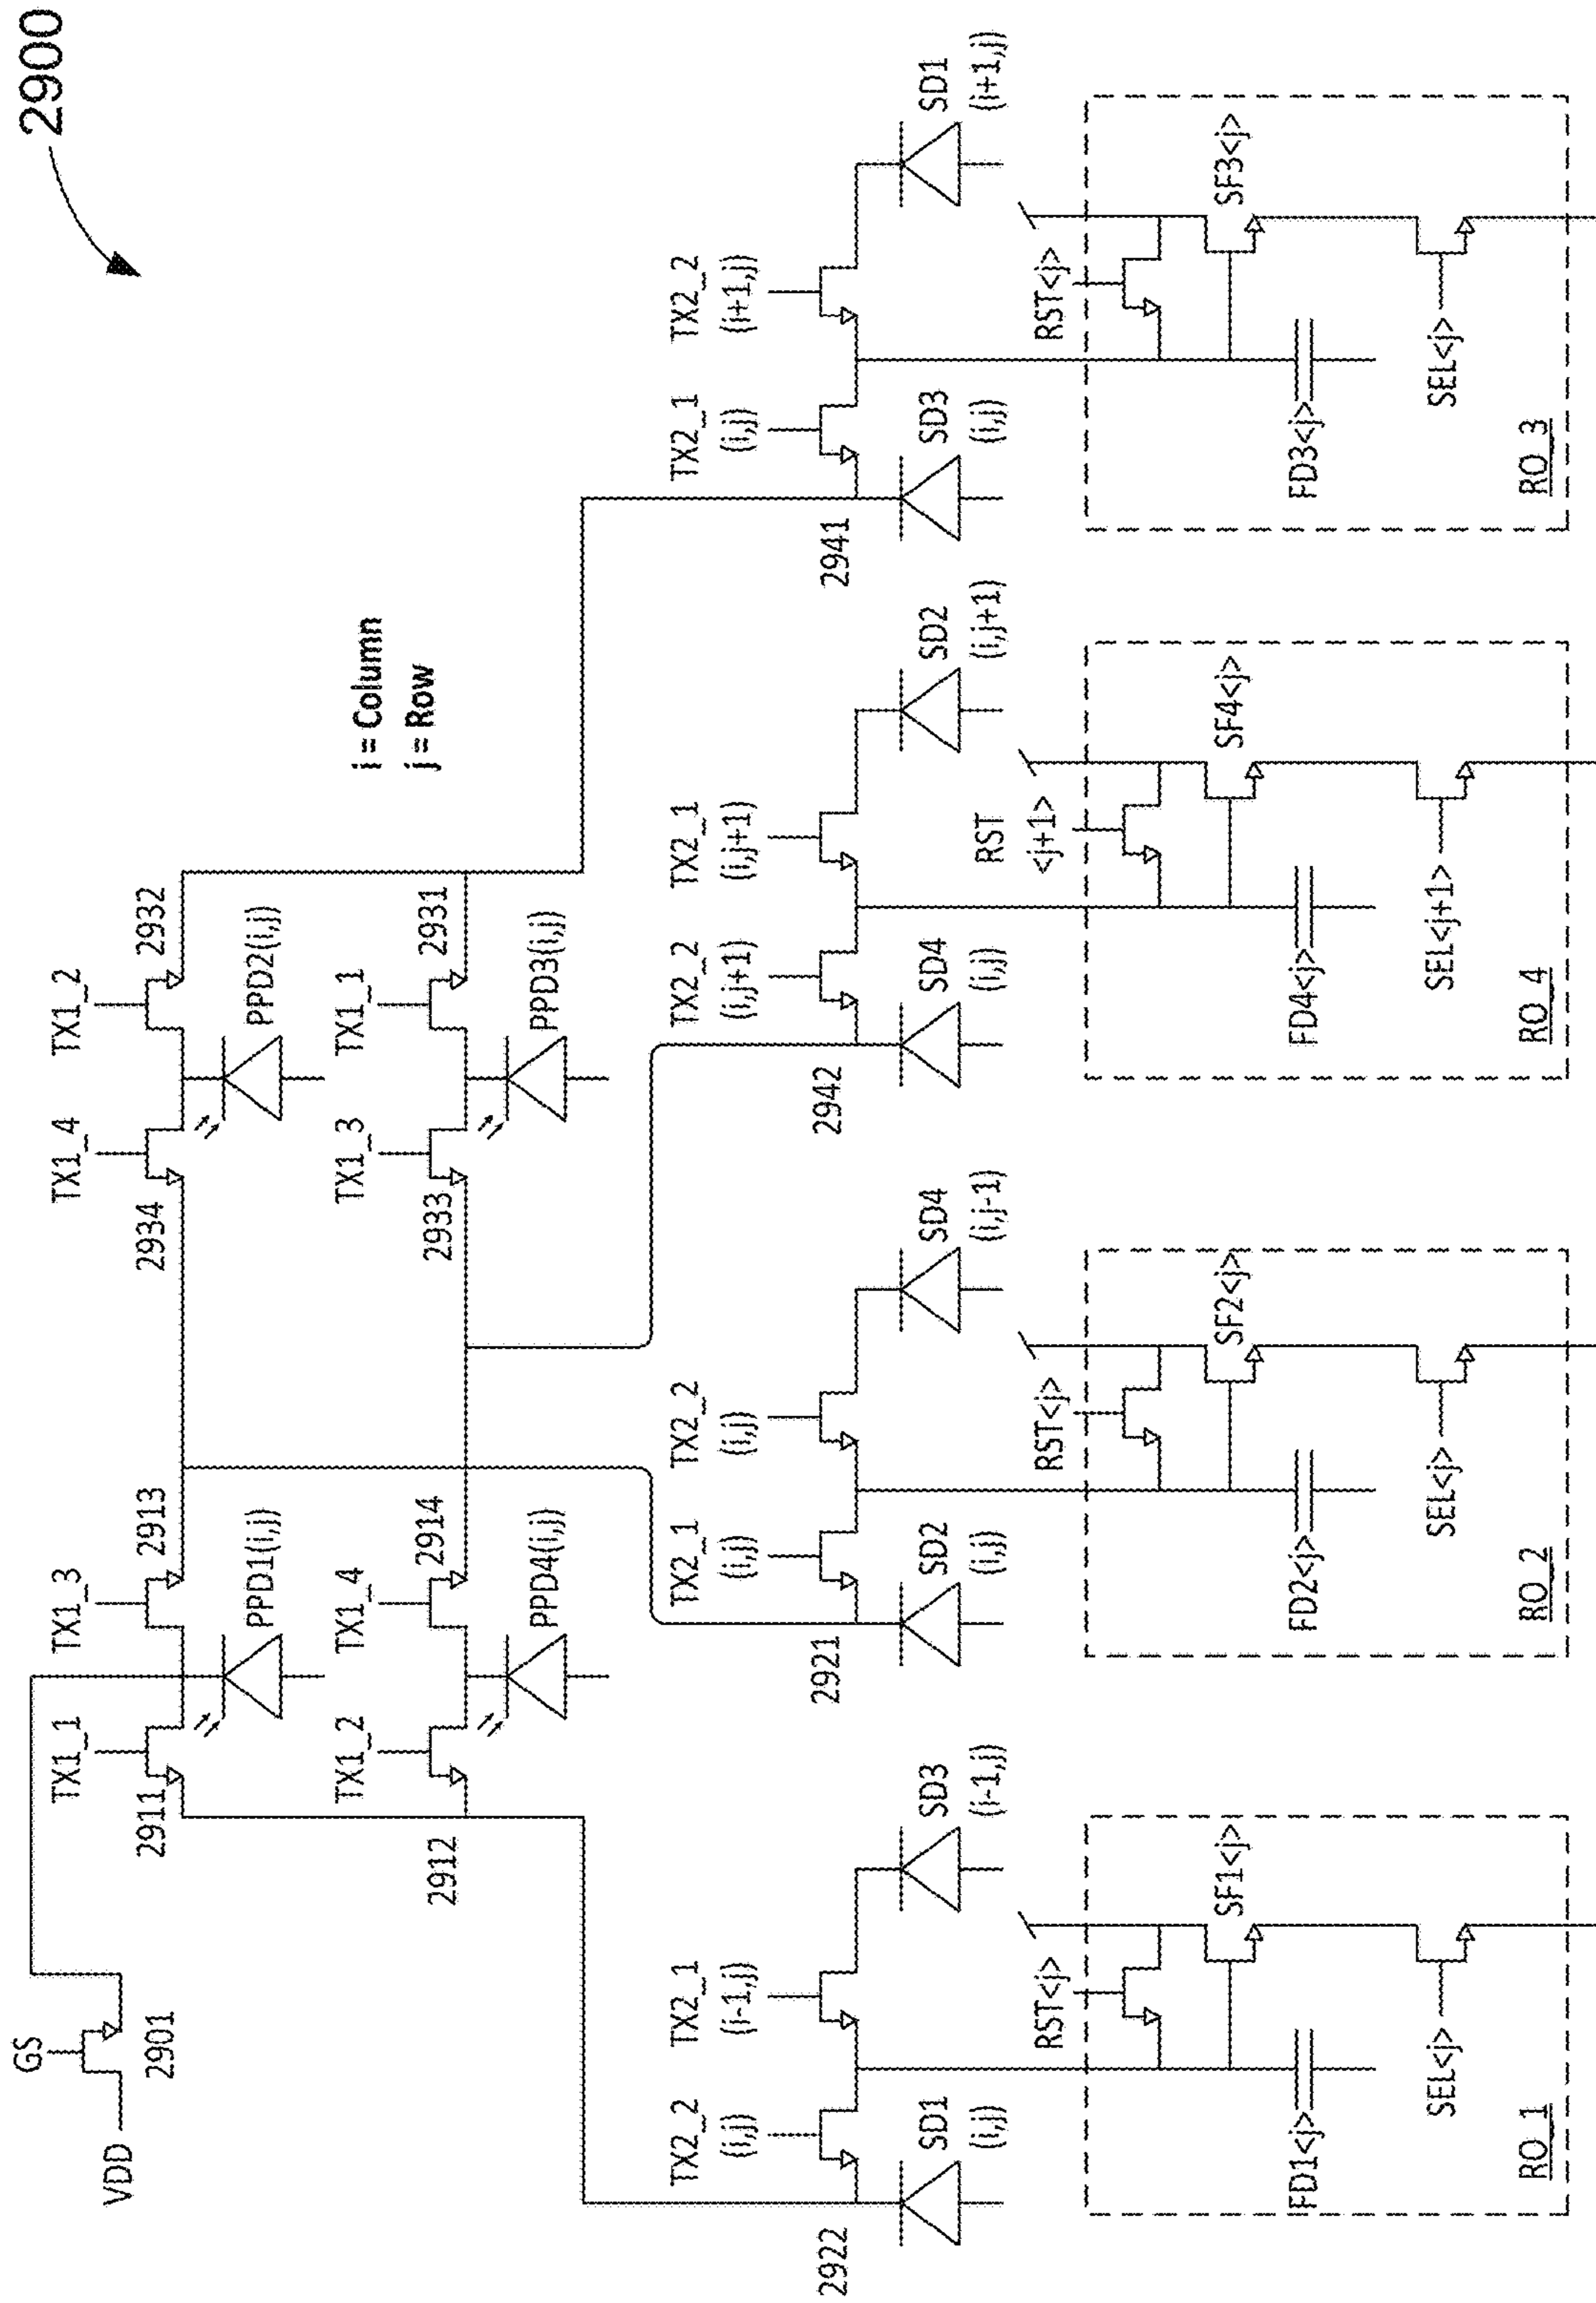 2900
GS
VDD
2901
TX1_1
TX1_3
2911
2913
PPD1(i,j)
TX1_2
TX1_4
2912
2914
PPD4(i,j)
TX1_4
TX1_2
2934
2932
PPD2(i,j)
TX1_3
TX1_1
2933
2931
PPD3(i,j)
i = Column
j = Row
TX2_2
(i,j)
TX2_1
(i-1,j)
2922
SD1
(i,j)
SD3
(i-1,j)
TX2_1
(i,j)
TX2_2
(i,j)
2921
SD2
(i,j)
SD4
(i,j-1)
TX2_2
(i,j+1)
TX2_1
(i,j+1)
2942
SD4
(i,j)
SD2
(i,j+1)
TX2_1
(i,j)
TX2_2
(i+1,j)
2941
SD3
(i,j)
SD1
(i+1,j)
RST<j>
SF1<j>
FD1<j>
SEL<j>
RO_1
RST<j>
SF2<j>
FD2<j>
SEL<j>
RO_2
RST
<j+1>
SF4<j>
FD4<j>
SEL<j+1>
RO_4
RST<j>
SF3<j>
FD3<j>
SEL<j>
RO_3